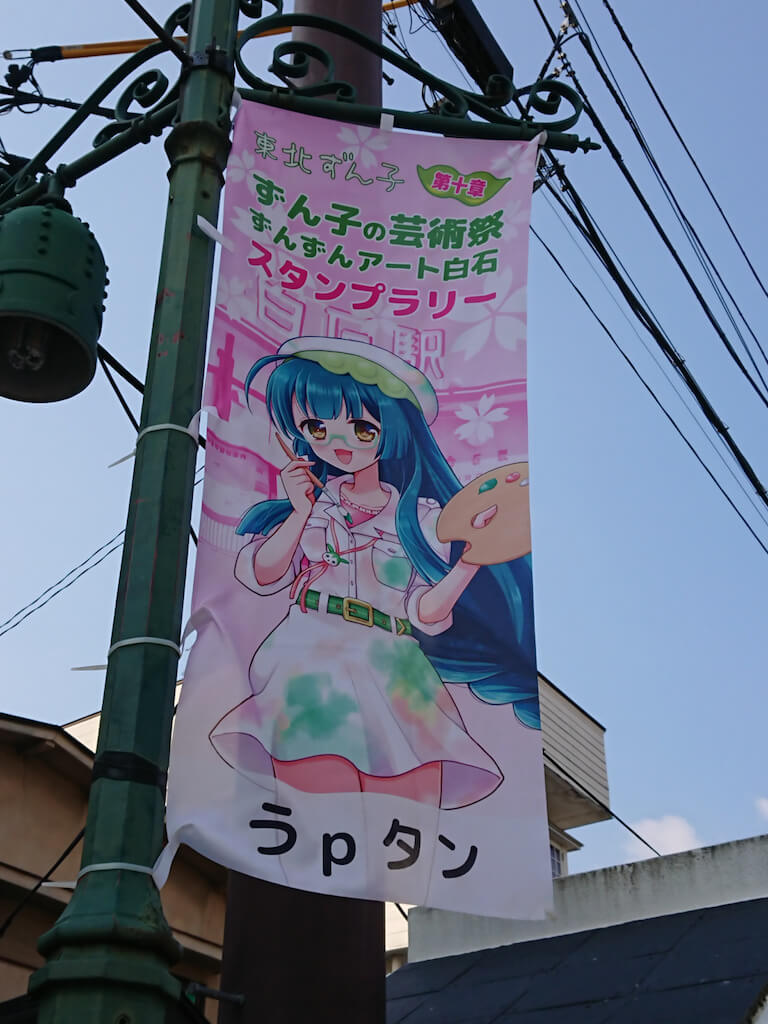 東北ずん子
第十章
ずん子の芸術祭
ずんずんアート白石
スタンプラリー
白石駅
うpタン